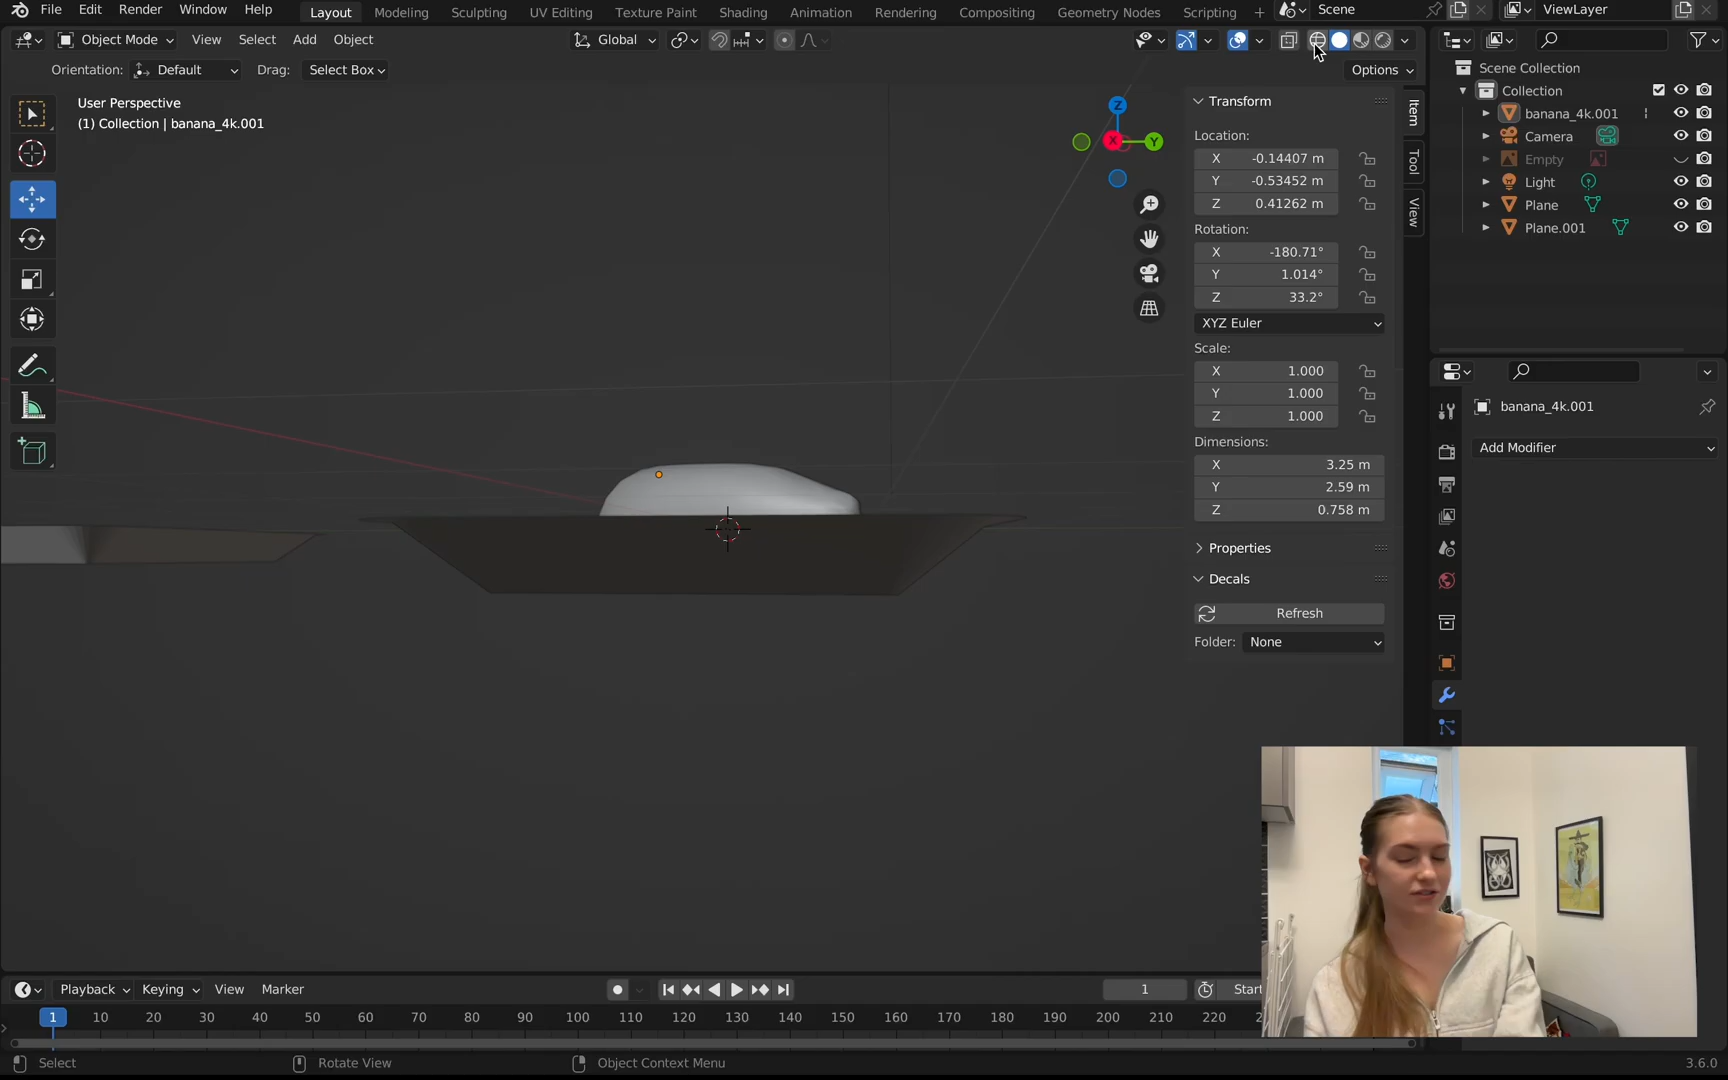 File Edit Render Window Help Layout Modeling Sculpting UV Editing Texture Paint Shading Animation Rendering Compositing Geometry Nodes Scripting + Scene ViewLayer
Object Mode View Select Add Object Global
Orientation: Default Drag: Select Box Options
User Perspective
(1) Collection | banana_4k.001
Z
Y
X
Transform
Location:
X -0.14407 m
Y -0.53452 m
Z 0.41262 m
Rotation:
X -180.71°
Y 1.014°
Z 33.2°
XYZ Euler
Scale:
X 1.000
Y 1.000
Z 1.000
Dimensions:
X 3.25 m
Y 2.59 m
Z 0.758 m
Properties
Decals
Refresh
Folder: None
Item
Tool
View
Scene Collection
Collection
banana_4k.001
Camera
Empty
Light
Plane
Plane.001
banana_4k.001
Add Modifier
Playback Keying View Marker 1 Start
1 10 20 30 40 50 60 70 80 90 100 110 120 130 140 150 160 170 180 190 200 210 220
Select Rotate View Object Context Menu 3.6.0